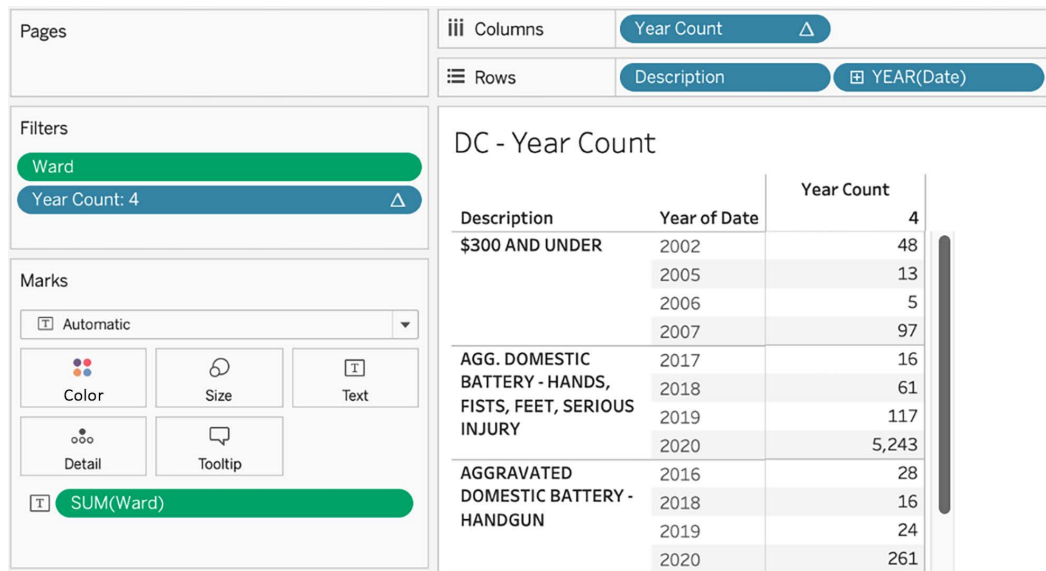 Pages
Columns Year Count
Rows Description YEAR(Date)
Filters
Ward
Year Count: 4
Marks
Automatic
Color Size Text
Detail Tooltip
SUM(Ward)
DC - Year Count
Year Count
Description Year of Date 4
$300 AND UNDER 2002 48
2005 13
2006 5
2007 97
AGG. DOMESTIC 2017 16
BATTERY - HANDS, 2018 61
FISTS, FEET, SERIOUS 2019 117
INJURY 2020 5,243
AGGRAVATED 2016 28
DOMESTIC BATTERY - 2018 16
HANDGUN 2019 24
2020 261